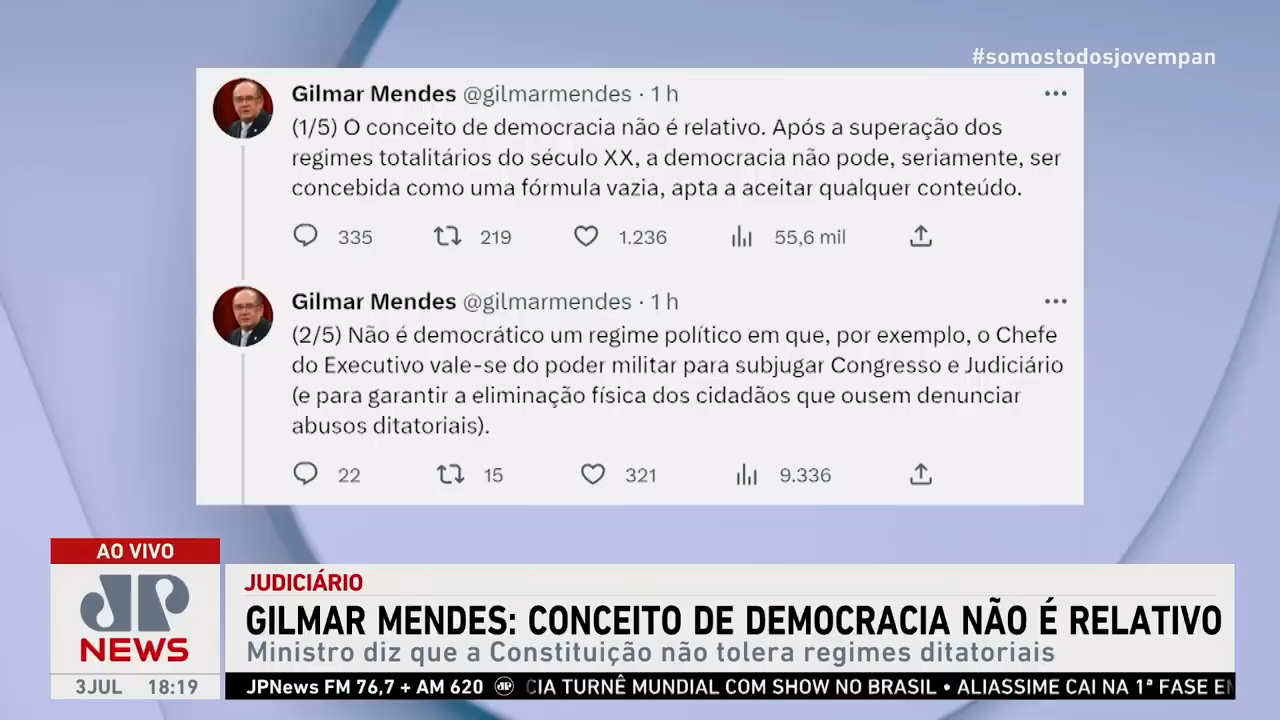 #somostodosjovempan
Gilmar Mendes @gilmarmendes · 1 h
(1/5) O conceito de democracia não é relativo. Após a superação dos
regimes totalitários do século XX, a democracia não pode, seriamente, ser
concebida como uma fórmula vazia, apta a aceitar qualquer conteúdo.
335 219 1.236 55,6 mil
Gilmar Mendes @gilmarmendes · 1 h
(2/5) Não é democrático um regime político em que, por exemplo, o Chefe
do Executivo vale-se do poder militar para subjugar Congresso e Judiciário
(e para garantir a eliminação física dos cidadãos que ousem denunciar
abusos ditatoriais).
22 15 321 9.336
AO VIVO
JP
NEWS
3JUL 18:19
JUDICIÁRIO
GILMAR MENDES: CONCEITO DE DEMOCRACIA NÃO É RELATIVO
Ministro diz que a Constituição não tolera regimes ditatoriais
JPNews FM 76,7 + AM 620 JP CIA TURNÊ MUNDIAL COM SHOW NO BRASIL • ALIASSIME CAI NA 1ª FASE EM